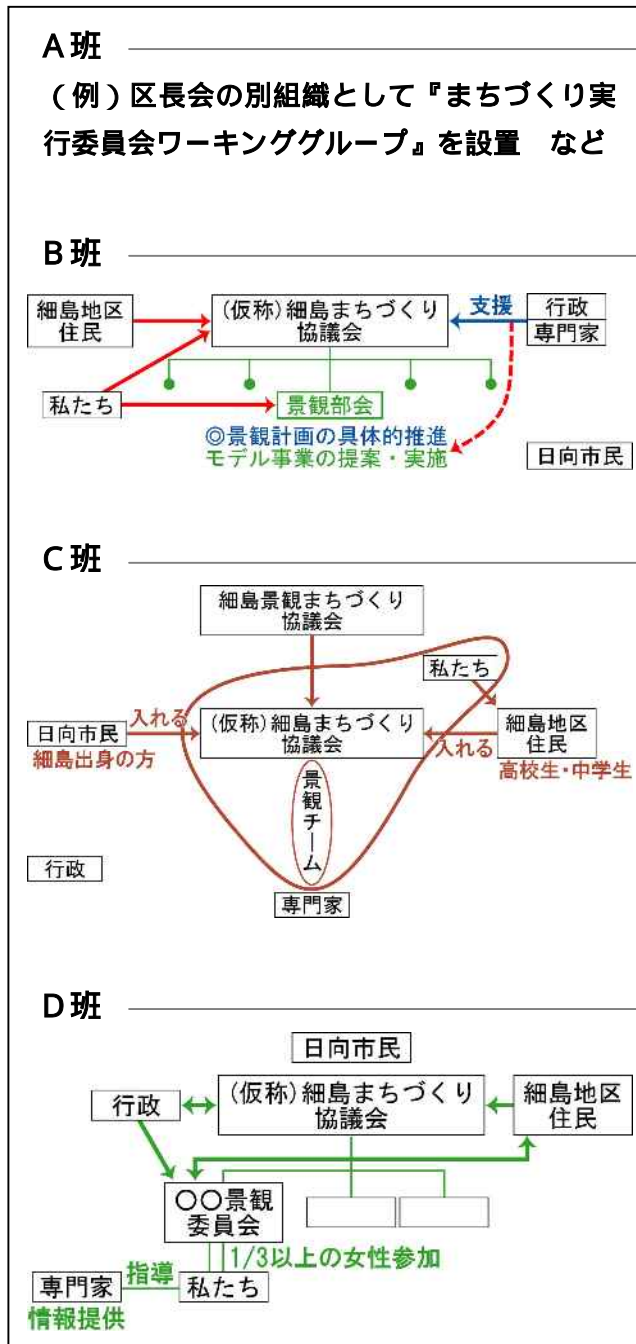 A班
（例）区長会の別組織として『まちづくり実
行委員会ワーキンググループ』を設置　など
B班
細島地区
住民
(仮称)細島まちづくり
協議会
支援
行政
専門家
私たち
景観部会
◎景観計画の具体的推進
モデル事業の提案・実施
日向市民
C班
細島景観まちづくり
協議会
私たち
日向市民
入れる
細島出身の方
(仮称)細島まちづくり
協議会
入れる
細島地区
住民
高校生・中学生
景観チーム
行政
専門家
D班
日向市民
行政
(仮称)細島まちづくり
協議会
細島地区
住民
〇〇景観
委員会
1/3以上の女性参加
専門家
指導
私たち
情報提供